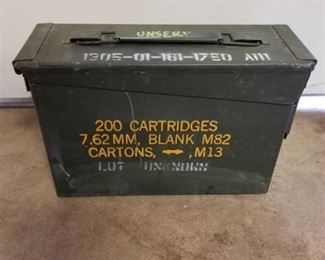 UNSERV
1305-01-161-1750 A111
200 CARTRIDGES
7.62 MM, BLANK M82
CARTONS, , M13
LOT UNKNOWN